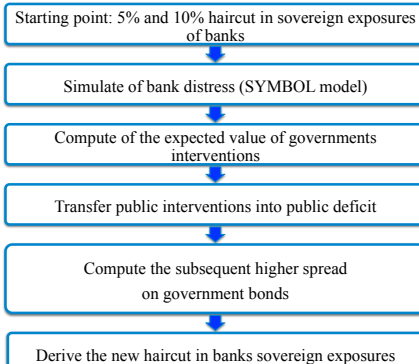 Starting point: 5% and 10% haircut in sovereign exposures
of banks
Simulate of bank distress (SYMBOL model)
Compute of the expected value of governments
interventions
Transfer public interventions into public deficit
Compute the subsequent higher spread
on government bonds
Derive the new haircut in banks sovereign exposures